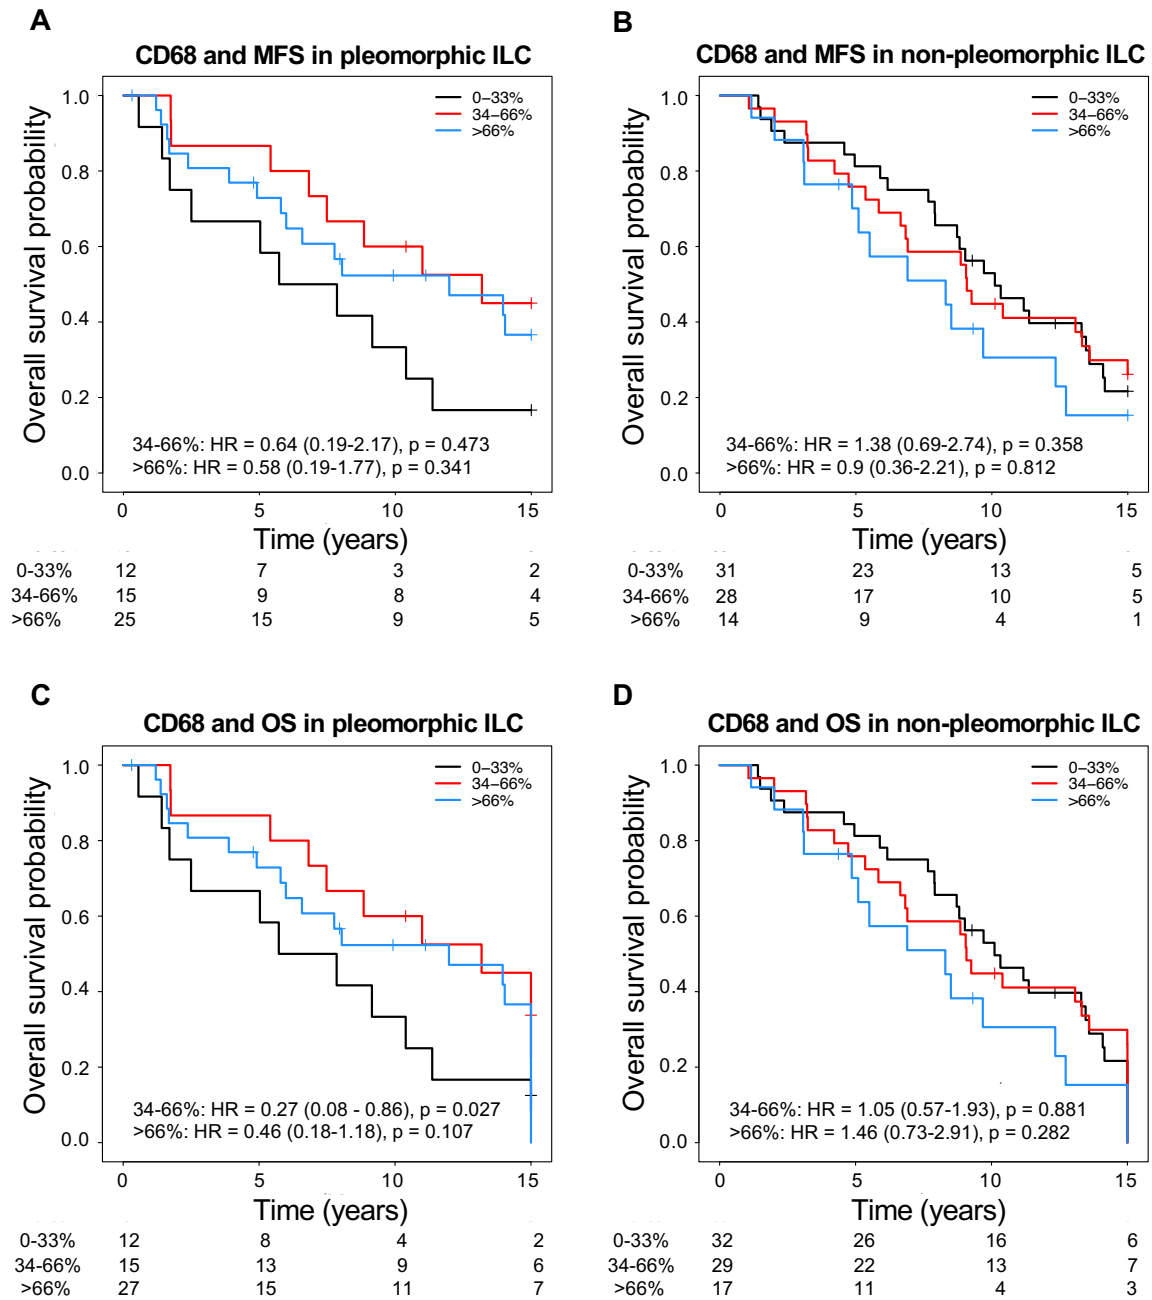 A
CD68 and MFS in pleomorphic ILC
Overall survival probability
1.0
0.8
0.6
0.4
0.2
0.0
0–33%
34–66%
>66%
34-66%: HR = 0.64 (0.19-2.17), p = 0.473
>66%: HR = 0.58 (0.19-1.77), p = 0.341
0 5 10 15
Time (years)
0-33% 12 7 3 2
34-66% 15 9 8 4
>66% 25 15 9 5
B
CD68 and MFS in non-pleomorphic ILC
Overall survival probability
1.0
0.8
0.6
0.4
0.2
0.0
0–33%
34–66%
>66%
34-66%: HR = 1.38 (0.69-2.74), p = 0.358
>66%: HR = 0.9 (0.36-2.21), p = 0.812
0 5 10 15
Time (years)
0-33% 31 23 13 5
34-66% 28 17 10 5
>66% 14 9 4 1
C
CD68 and OS in pleomorphic ILC
Overall survival probability
1.0
0.8
0.6
0.4
0.2
0.0
0–33%
34–66%
>66%
34-66%: HR = 0.27 (0.08 - 0.86), p = 0.027
>66%: HR = 0.46 (0.18-1.18), p = 0.107
0 5 10 15
Time (years)
0-33% 12 8 4 2
34-66% 15 13 9 6
>66% 27 15 11 7
D
CD68 and OS in non-pleomorphic ILC
Overall survival probability
1.0
0.8
0.6
0.4
0.2
0.0
0–33%
34–66%
>66%
34-66%: HR = 1.05 (0.57-1.93), p = 0.881
>66%: HR = 1.46 (0.73-2.91), p = 0.282
0 5 10 15
Time (years)
0-33% 32 26 16 6
34-66% 29 22 13 7
>66% 17 11 4 3